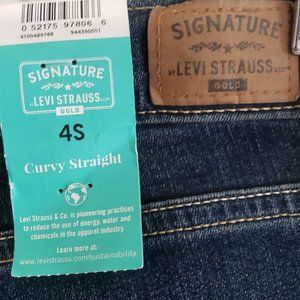 0 52175 97806 6
SIGNATURE
BY LEVI STRAUSS & CO.
GOLD
4S
Curvy Straight
Levi Strauss & Co. is pioneering practices
to reduce the use of energy, water and
chemicals in the apparel industry.
Learn more at:
www.levistrauss.com/sustainability
SIGNATURE
BY LEVI STRAUSS & CO.
GOLD